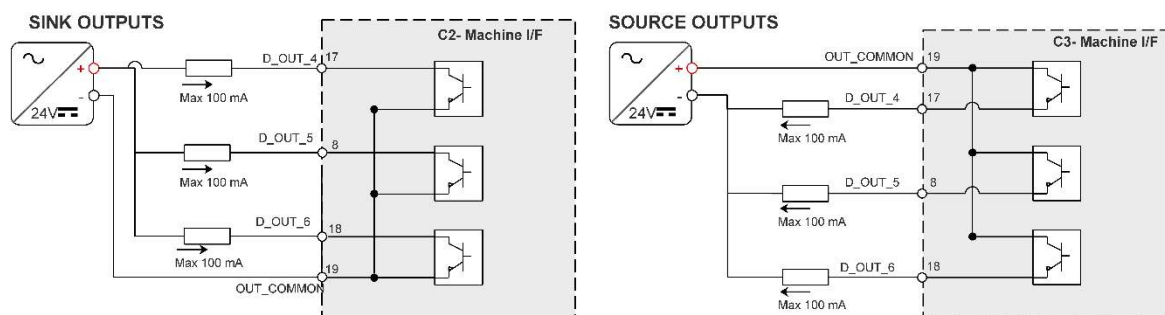 SINK OUTPUTS
C2- Machine I/F
+
-
24V
D_OUT_4
17
Max 100 mA
D_OUT_5
8
Max 100 mA
D_OUT_6
18
Max 100 mA
19
OUT_COMMON
SOURCE OUTPUTS
C3- Machine I/F
+
-
24V
OUT_COMMON
19
D_OUT_4
17
Max 100 mA
D_OUT_5
8
Max 100 mA
D_OUT_6
18
Max 100 mA